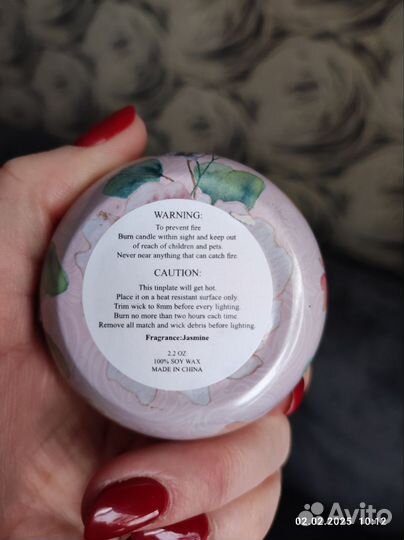 WARNING:
To prevent fire
Burn candle within sight and keep out
of reach of children and pets
Never near anything that can catch fire
CAUTION:
This tinplate will get hot.
Place it on a heat resistant surface only.
Trim wick to 8mm before every lighting.
Burn no more than two hours each time
Remove all match and wick debris before lighting.
Fragrance:Jasmine
2.2 OZ
100% SOY WAX
MADE IN CHINA
Avito
02.02.2025 10:12